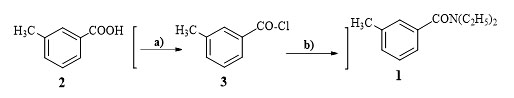 H₃C COOH a) H₃C CO-Cl b) H₃C CON(C₂H₅)₂
2 3 1